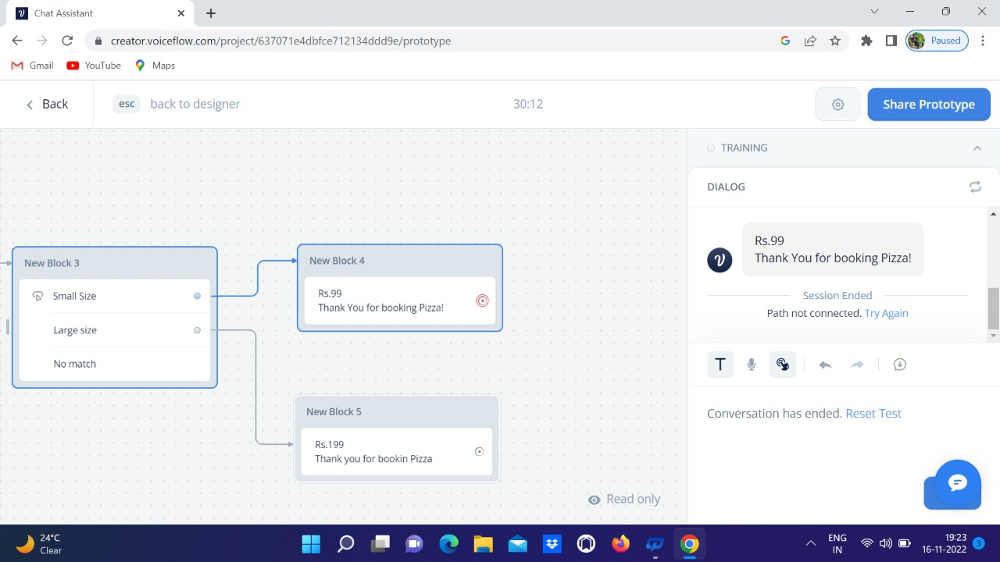 Chat Assistant
creator.voiceflow.com/project/637071e4dbfce712134ddd9e/prototype
Paused
Gmail
YouTube
Maps
Back
esc
back to designer
30:12
Share Prototype
TRAINING
DIALOG
Rs.99
Thank You for booking Pizza!
Session Ended
Path not connected. Try Again
Conversation has ended. Reset Test
New Block 3
Small Size
Large size
No match
New Block 4
Rs.99
Thank You for booking Pizza!
New Block 5
Rs.199
Thank you for bookin Pizza
Read only
24°C
Clear
ENG
IN
19:23
16-11-2022
3